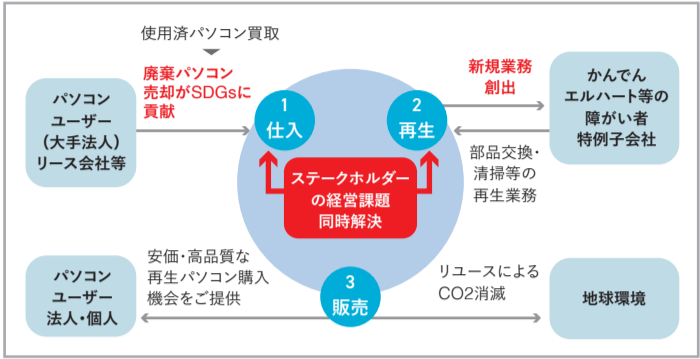 使用済パソコン買取
廃棄パソコン
売却がSDGsに
貢献
パソコン
ユーザー
(大手法人)
リース会社等
1
仕入
2
再生
新規業務
創出
かんでん
エルハート等の
障がい者
特例子会社
部品交換・
清掃等の
再生業務
ステークホルダー
の経営課題
同時解決
パソコン
ユーザー
法人・個人
安価・高品質な
再生パソコン購入
機会をご提供
3
販売
リユースによる
CO2消滅
地球環境